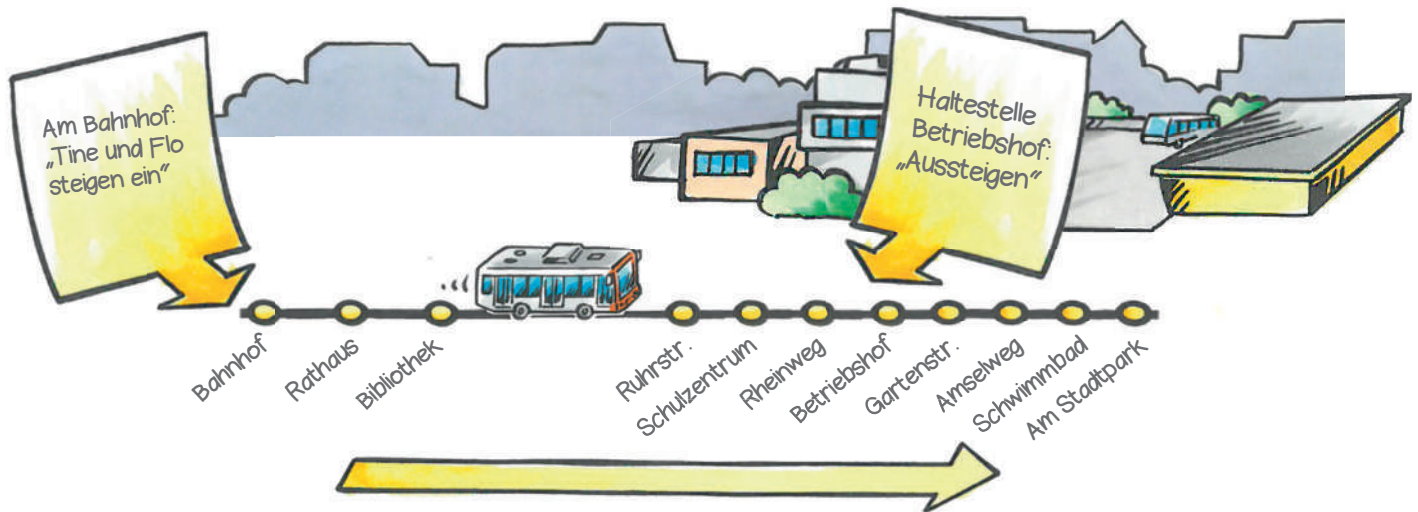 Am Bahnhof:
„Tine und Flo
steigen ein“
Haltestelle
Betriebshof:
„Aussteigen“
Bahnhof
Rathaus
Bibliothek
Ruhrstr.
Schulzentrum
Rheinweg
Betriebshof
Gartenstr.
Amselweg
Schwimmbad
Am Stadtpark